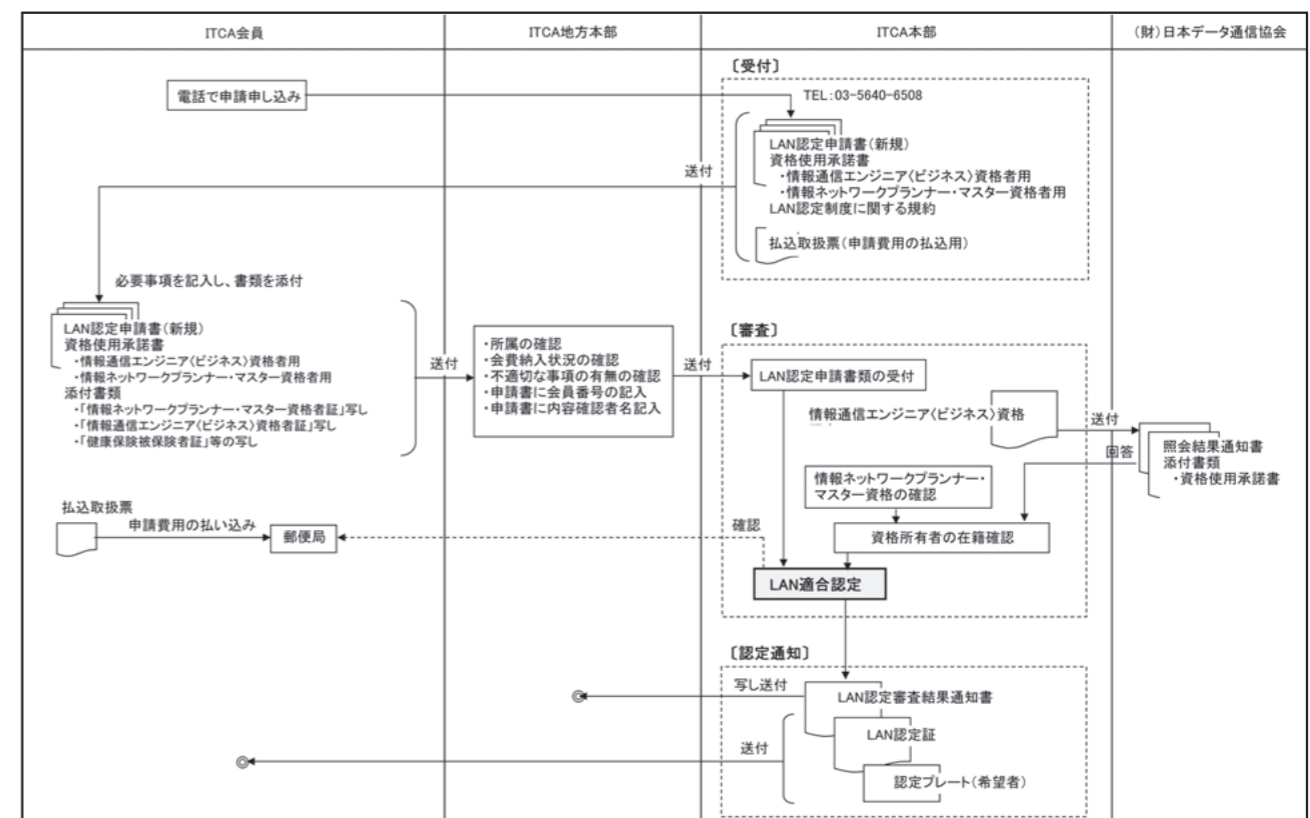 ITCA会員
ITCA地方本部
ITCA本部
(財)日本データ通信協会
〔受付〕
電話で申請申し込み
TEL:03-5640-6508
LAN認定申請書(新規)
資格使用承諾書
・情報通信エンジニア〈ビジネス〉資格者用
・情報ネットワークプランナー・マスター資格者用
LAN認定制度に関する規約
払込取扱票(申請費用の払込用)
送付
必要事項を記入し、書類を添付
LAN認定申請書(新規)
資格使用承諾書
・情報通信エンジニア〈ビジネス〉資格者用
・情報ネットワークプランナー・マスター資格者用
添付書類
・「情報ネットワークプランナー・マスター資格者証」写し
・「情報通信エンジニア〈ビジネス〉資格者証」写し
・「健康保険被保険者証」等の写し
送付
・所属の確認
・会費納入状況の確認
・不適切な事項の有無の確認
・申請書に会員番号の記入
・申請書に内容確認者名記入
送付
〔審査〕
LAN認定申請書類の受付
情報通信エンジニア〈ビジネス〉資格
送付
回答
照会結果通知書
添付書類
・資格使用承諾書
情報ネットワークプランナー・
マスター資格の確認
資格所有者の在籍確認
払込取扱票
申請費用の払い込み
郵便局
確認
LAN適合認定
〔認定通知〕
写し送付
LAN認定審査結果通知書
LAN認定証
送付
認定プレート(希望者)